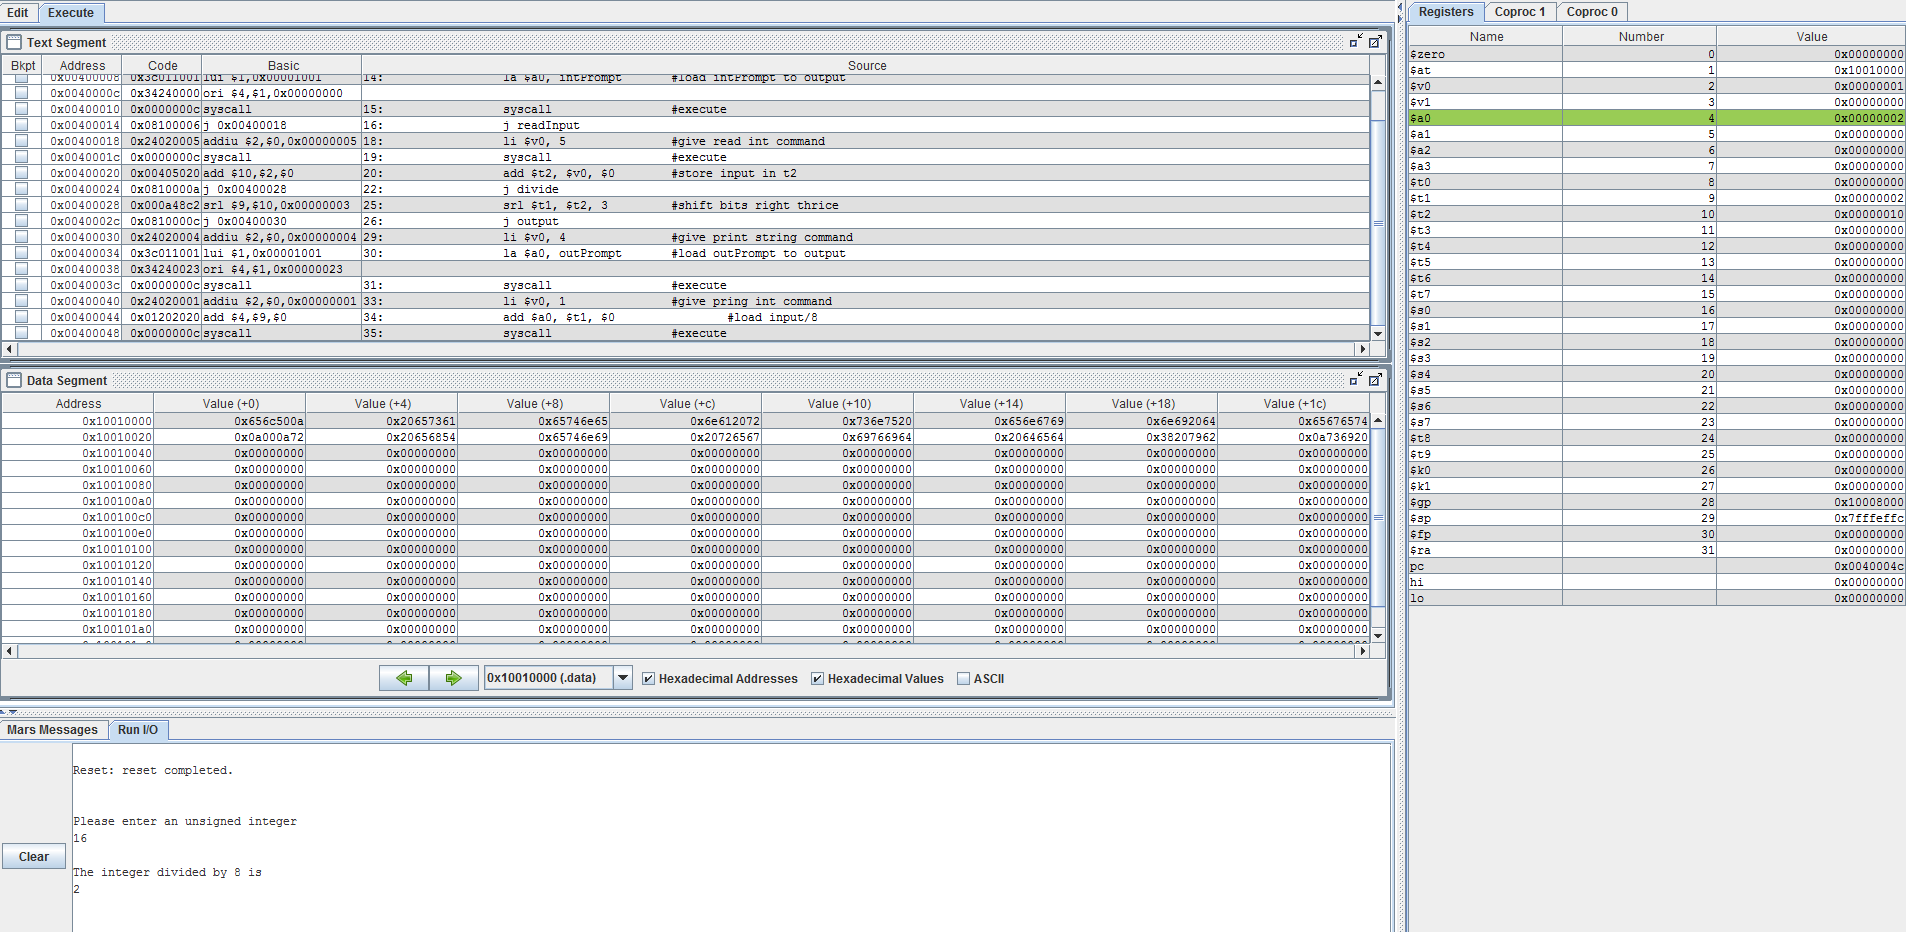 Edit Execute
Text Segment
Bkpt Address Code Basic Source
0x00400008 0x3c011001 lui $1,0x00001001 14: la $a0, intPrompt #load intPrompt to output
0x0040000c 0x34240000 ori $4,$1,0x00000000
0x00400010 0x0000000c syscall 15: syscall #execute
0x00400014 0x08100006 j 0x00400018 16: j readInput
0x00400018 0x24020005 addiu $2,$0,0x00000005 18: li $v0, 5 #give read int command
0x0040001c 0x0000000c syscall 19: syscall #execute
0x00400020 0x00405020 add $10,$2,$0 20: add $t2, $v0, $0 #store input in t2
0x00400024 0x0810000a j 0x00400028 22: j divide
0x00400028 0x000a48c2 srl $9,$10,0x00000003 25: srl $t1, $t2, 3 #shift bits right thrice
0x0040002c 0x0810000c j 0x00400030 26: j output
0x00400030 0x24020004 addiu $2,$0,0x00000004 29: li $v0, 4 #give print string command
0x00400034 0x3c011001 lui $1,0x00001001 30: la $a0, outPrompt #load outPrompt to output
0x00400038 0x34240023 ori $4,$1,0x00000023
0x0040003c 0x0000000c syscall 31: syscall #execute
0x00400040 0x24020001 addiu $2,$0,0x00000001 33: li $v0, 1 #give pring int command
0x00400044 0x01202020 add $4,$9,$0 34: add $a0, $t1, $0 #load input/8
0x00400048 0x0000000c syscall 35: syscall #execute
Data Segment
Address Value (+0) Value (+4) Value (+8) Value (+c) Value (+10) Value (+14) Value (+18) Value (+1c)
0x10010000 0x656c500a 0x20657361 0x65746e65 0x6e612072 0x736e7520 0x656e6769 0x6e692064 0x65676574
0x10010020 0x0a000a72 0x20656854 0x65746e69 0x20726567 0x69766964 0x20646564 0x38207962 0x0a736920
0x10010040 0x00000000 0x00000000 0x00000000 0x00000000 0x00000000 0x00000000 0x00000000 0x00000000
0x10010060 0x00000000 0x00000000 0x00000000 0x00000000 0x00000000 0x00000000 0x00000000 0x00000000
0x10010080 0x00000000 0x00000000 0x00000000 0x00000000 0x00000000 0x00000000 0x00000000 0x00000000
0x100100a0 0x00000000 0x00000000 0x00000000 0x00000000 0x00000000 0x00000000 0x00000000 0x00000000
0x100100c0 0x00000000 0x00000000 0x00000000 0x00000000 0x00000000 0x00000000 0x00000000 0x00000000
0x100100e0 0x00000000 0x00000000 0x00000000 0x00000000 0x00000000 0x00000000 0x00000000 0x00000000
0x10010100 0x00000000 0x00000000 0x00000000 0x00000000 0x00000000 0x00000000 0x00000000 0x00000000
0x10010120 0x00000000 0x00000000 0x00000000 0x00000000 0x00000000 0x00000000 0x00000000 0x00000000
0x10010140 0x00000000 0x00000000 0x00000000 0x00000000 0x00000000 0x00000000 0x00000000 0x00000000
0x10010160 0x00000000 0x00000000 0x00000000 0x00000000 0x00000000 0x00000000 0x00000000 0x00000000
0x10010180 0x00000000 0x00000000 0x00000000 0x00000000 0x00000000 0x00000000 0x00000000 0x00000000
0x100101a0 0x00000000 0x00000000 0x00000000 0x00000000 0x00000000 0x00000000 0x00000000 0x00000000
0x10010000 (.data) Hexadecimal Addresses Hexadecimal Values ASCII
Mars Messages Run I/O
Clear
Reset: reset completed.
Please enter an unsigned integer
16
The integer divided by 8 is
2
Registers Coproc 1 Coproc 0
Name Number Value
$zero 0 0x00000000
$at 1 0x10010000
$v0 2 0x00000001
$v1 3 0x00000000
$a0 4 0x00000002
$a1 5 0x00000000
$a2 6 0x00000000
$a3 7 0x00000000
$t0 8 0x00000000
$t1 9 0x00000002
$t2 10 0x00000010
$t3 11 0x00000000
$t4 12 0x00000000
$t5 13 0x00000000
$t6 14 0x00000000
$t7 15 0x00000000
$s0 16 0x00000000
$s1 17 0x00000000
$s2 18 0x00000000
$s3 19 0x00000000
$s4 20 0x00000000
$s5 21 0x00000000
$s6 22 0x00000000
$s7 23 0x00000000
$t8 24 0x00000000
$t9 25 0x00000000
$k0 26 0x00000000
$k1 27 0x00000000
$gp 28 0x10008000
$sp 29 0x7fffeffc
$fp 30 0x00000000
$ra 31 0x00000000
pc 0x0040004c
hi 0x00000000
lo 0x00000000